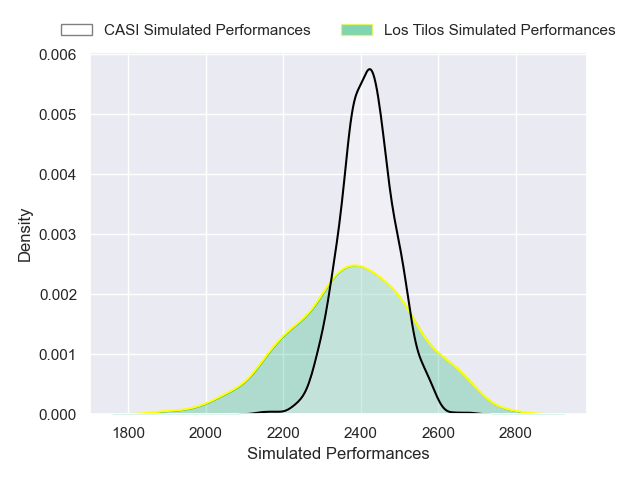 CASI Simulated Performances Los Tilos Simulated Performances
0.006
0.005
0.004
0.003
0.002
0.001
0.000
Density
1800 2000 2200 2400 2600 2800
Simulated Performances